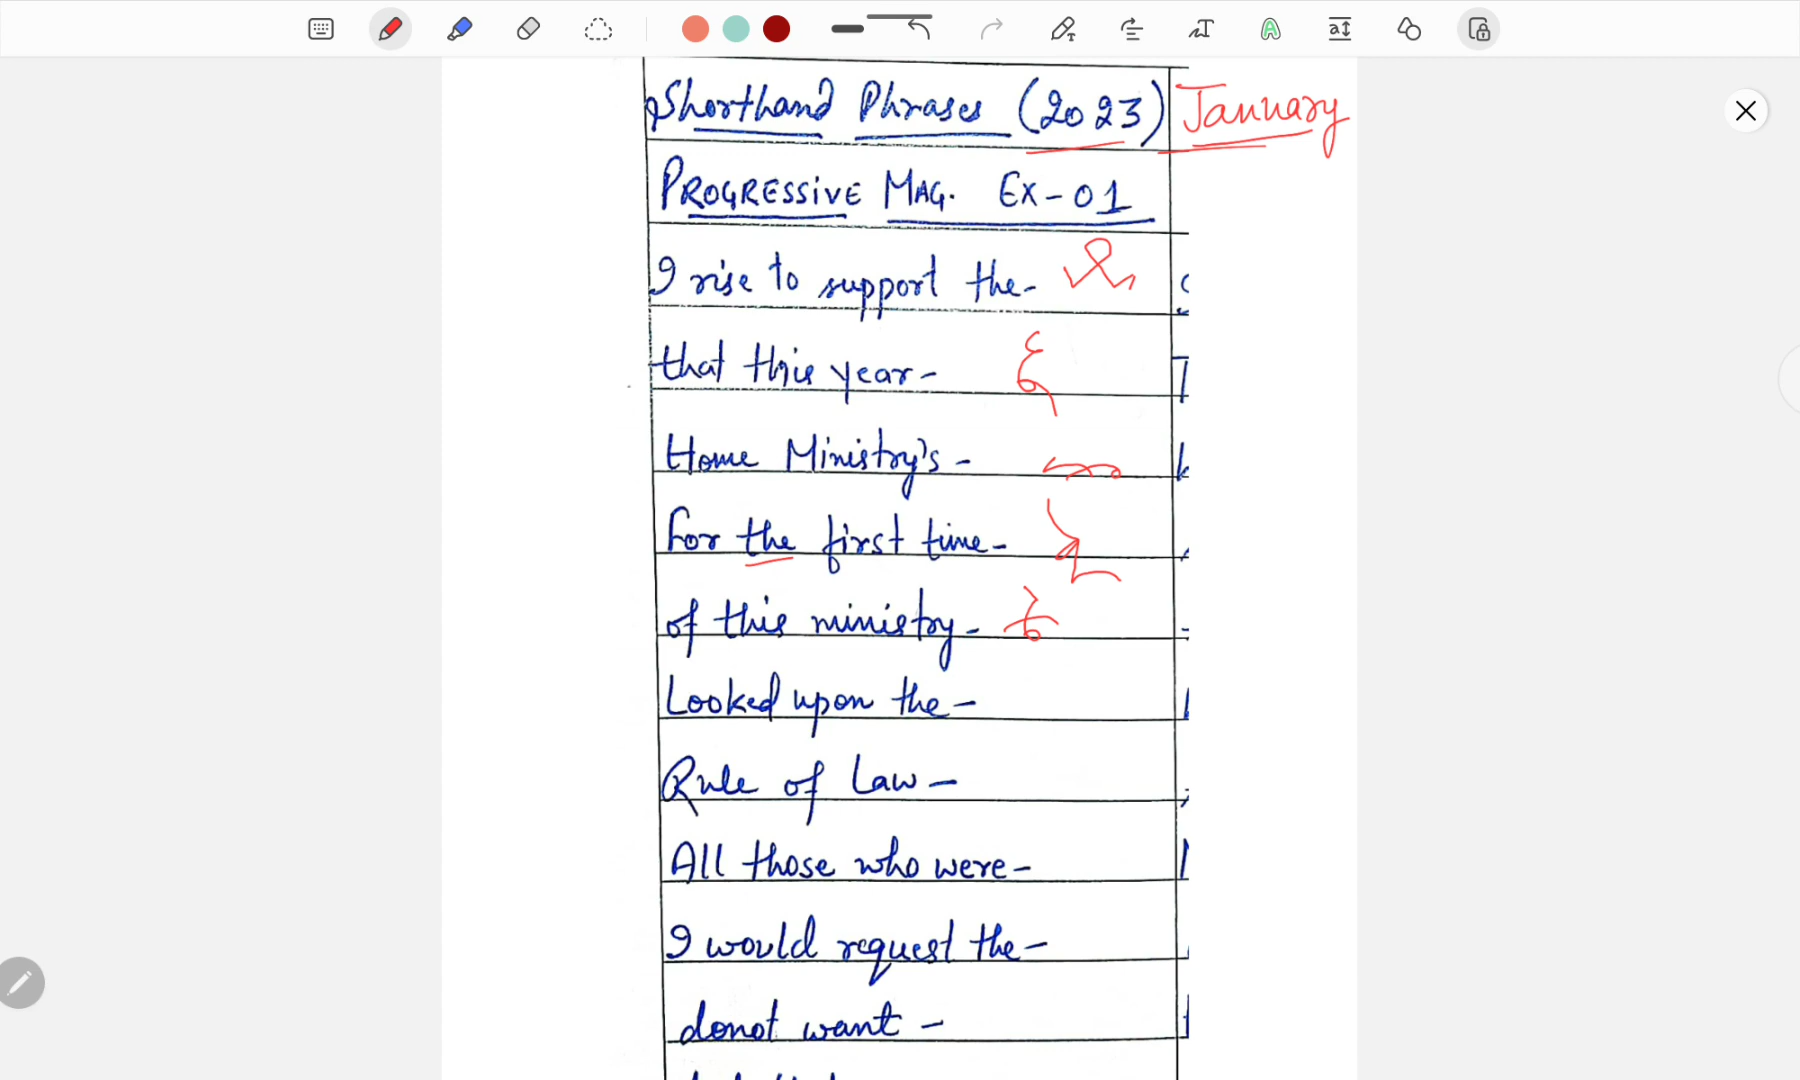 Shorthand Phrases (2023) January
PROGRESSIVE MAG. EX-01
I rise to support the-
that this year-
Home Ministry's-
For the first time-
of this ministry-
Looked upon the-
Rule of Law-
All those who were-
I would request the-
donot want-